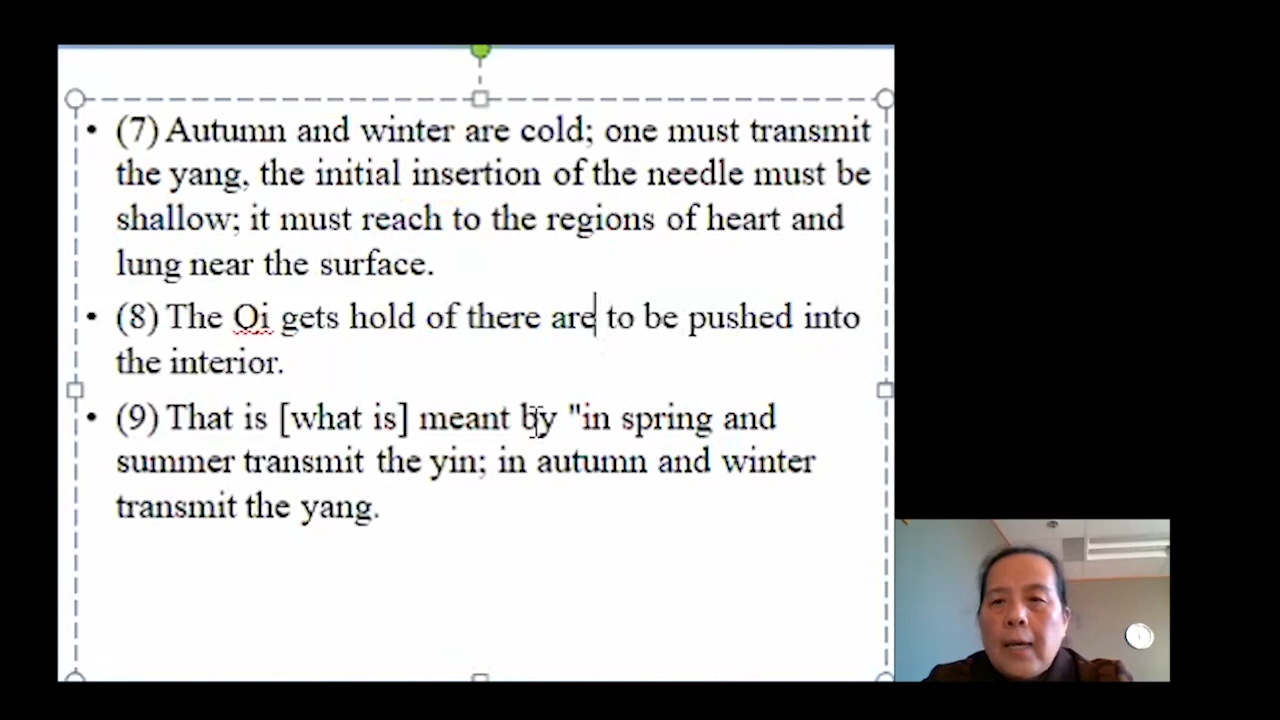 • (7) Autumn and winter are cold; one must transmit
the yang, the initial insertion of the needle must be
shallow; it must reach to the regions of heart and
lung near the surface.
• (8) The Qi gets hold of there are to be pushed into
the interior.
• (9) That is [what is] meant by "in spring and
summer transmit the yin; in autumn and winter
transmit the yang.